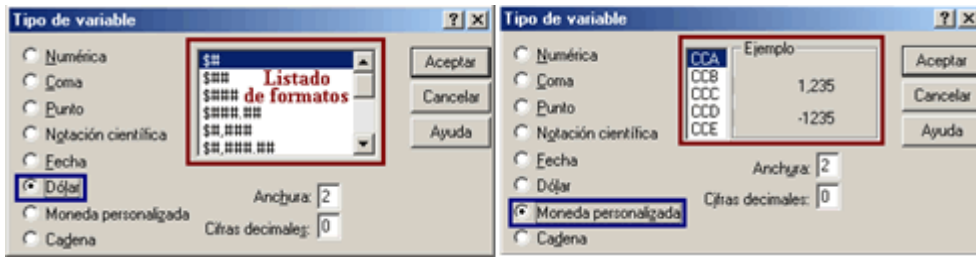 Tipo de variable
Numérica
Coma
Punto
Notación científica
Fecha
Dólar
Moneda personalizada
Cadena
$#
$###
$####
$####.##
$#,###
$#,###.##
Listado
de formatos
Anchura: 2
Cifras decimales: 0
Aceptar
Cancelar
Ayuda
Tipo de variable
Numérica
Coma
Punto
Notación científica
Fecha
Dólar
Moneda personalizada
Cadena
CCA
CCB
CCC
CCD
CCE
Ejemplo
1,235
-1235
Anchura: 2
Cifras decimales: 0
Aceptar
Cancelar
Ayuda